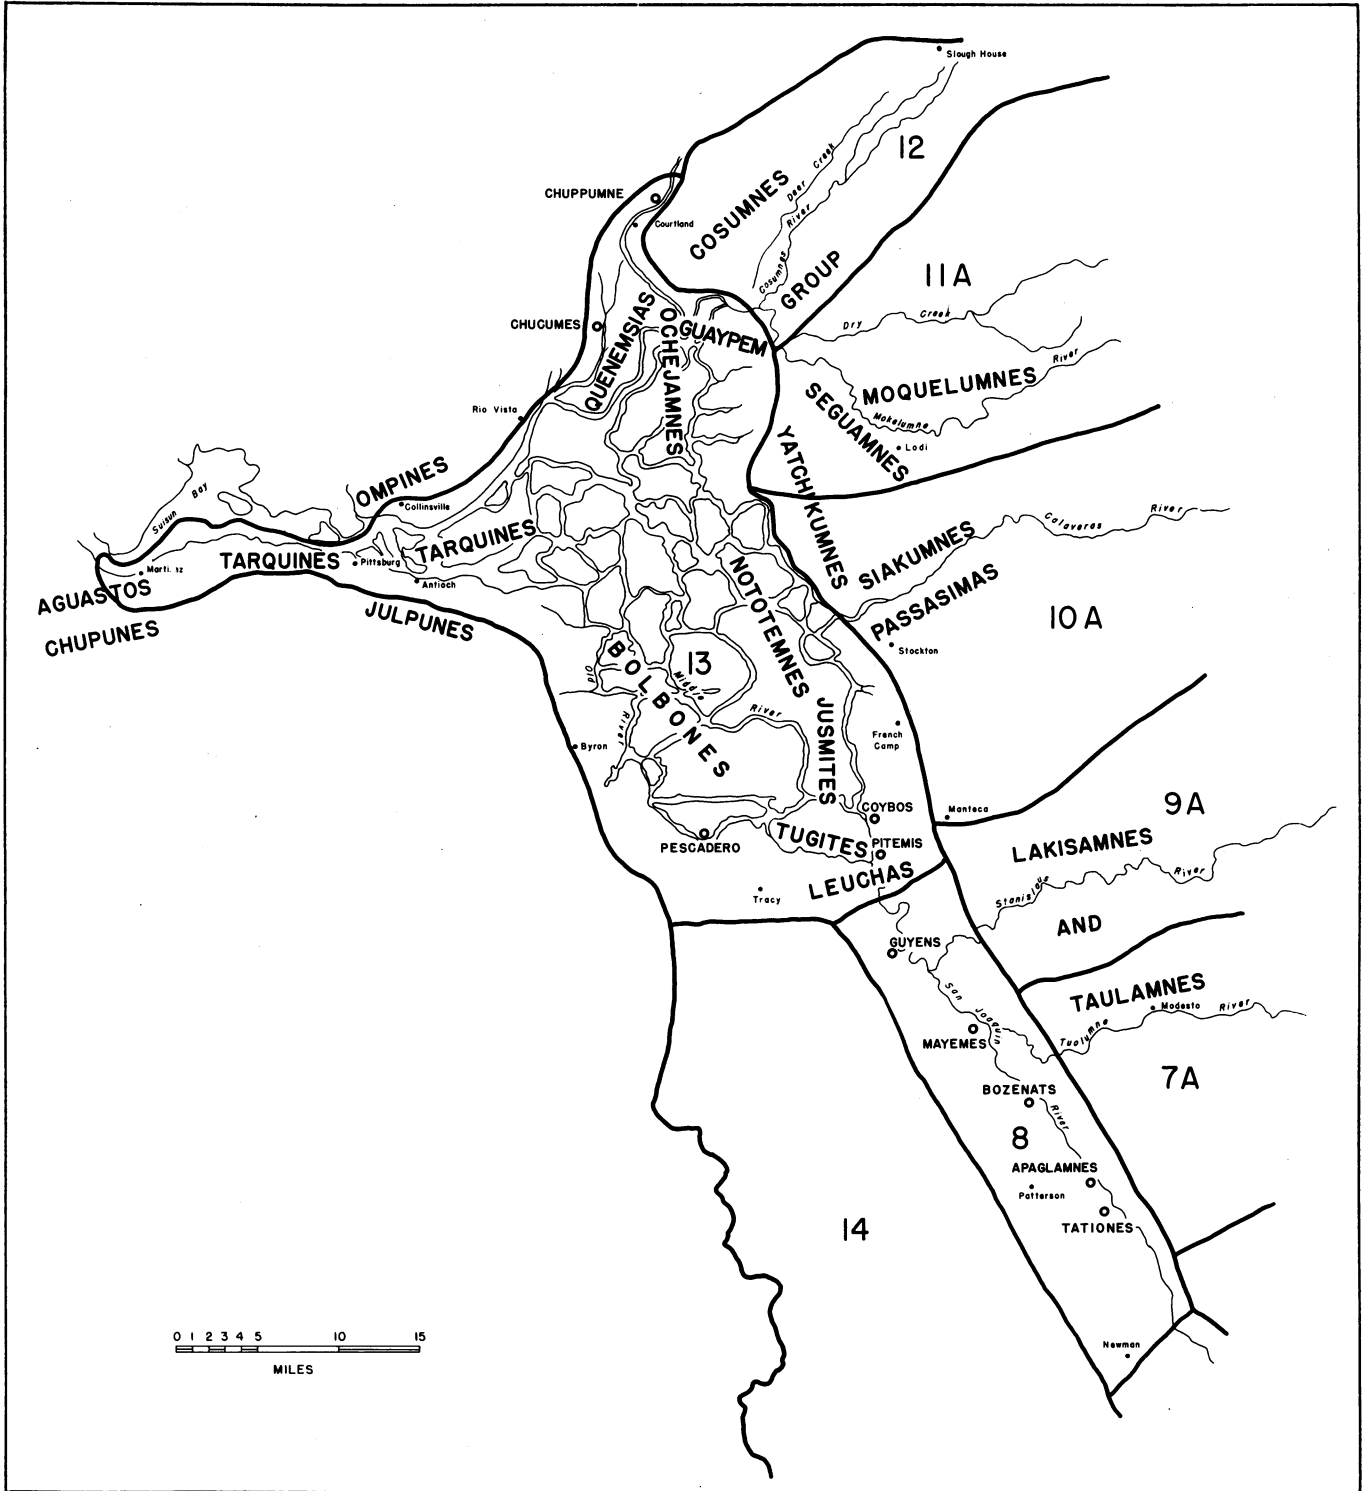 Slough House
12
Deer Creek
CHUPPUMNE
COSUMNES
Courtland
Cosumnes River
GROUP
11A
Dry Creek
CHUCUMES
QUENEMSIAS
OCHEJAMNES
GUAYPEM
MOQUELUMNES
River
SEGUAMNES
Mokelumne
Rio Vista
Lodi
YATCHIKUMNES
OMPINES
Collinsville
Suisun Bay
Calaveras River
TARQUINES
TARQUINES
SIAKUMNES
Pittsburg
Antioch
NOTOTEMNES
PASSASIMAS
AGUASTOS
JULPUNES
10A
CHUPUNES
Stockton
BOLBONES
13
Old River
Middle River
JUSMITES
French
Camp
Byron
Manteca
9A
COYBOS
LAKISAMNES
PESCADERO
TUGITES
PITEMIS
LEUCHAS
Stanislaus River
Tracy
AND
GUYENS
TAULAMNES
Modesto
San Joaquin
River
Tuolumne River
MAYEMES
7A
BOZENATS
8
APAGLAMNES
Patterson
TATIONES
14
0 1 2 3 4 5 10 15
MILES
Newman